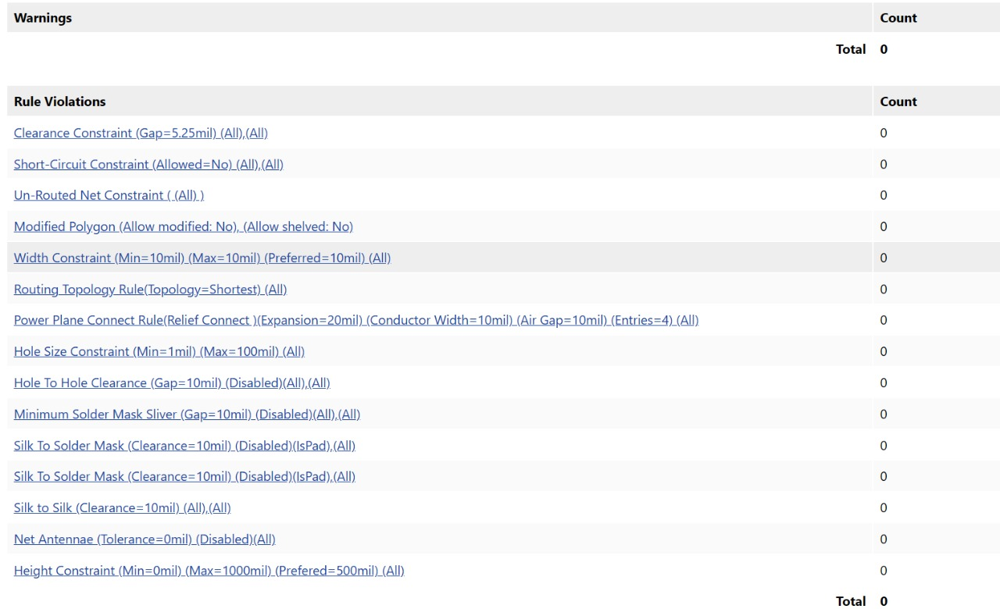 Warnings Count
Total 0
Rule Violations Count
Clearance Constraint (Gap=5.25mil) (All),(All) 0
Short-Circuit Constraint (Allowed=No) (All),(All) 0
Un-Routed Net Constraint ( (All) ) 0
Modified Polygon (Allow modified: No), (Allow shelved: No) 0
Width Constraint (Min=10mil) (Max=10mil) (Preferred=10mil) (All) 0
Routing Topology Rule(Topology=Shortest) (All) 0
Power Plane Connect Rule(Relief Connect )(Expansion=20mil) (Conductor Width=10mil) (Air Gap=10mil) (Entries=4) (All) 0
Hole Size Constraint (Min=1mil) (Max=100mil) (All) 0
Hole To Hole Clearance (Gap=10mil) (Disabled)(All),(All) 0
Minimum Solder Mask Sliver (Gap=10mil) (Disabled)(All),(All) 0
Silk To Solder Mask (Clearance=10mil) (Disabled)(IsPad),(All) 0
Silk To Solder Mask (Clearance=10mil) (Disabled)(IsPad),(All) 0
Silk to Silk (Clearance=10mil) (All),(All) 0
Net Antennae (Tolerance=0mil) (Disabled)(All) 0
Height Constraint (Min=0mil) (Max=1000mil) (Prefered=500mil) (All) 0
Total 0